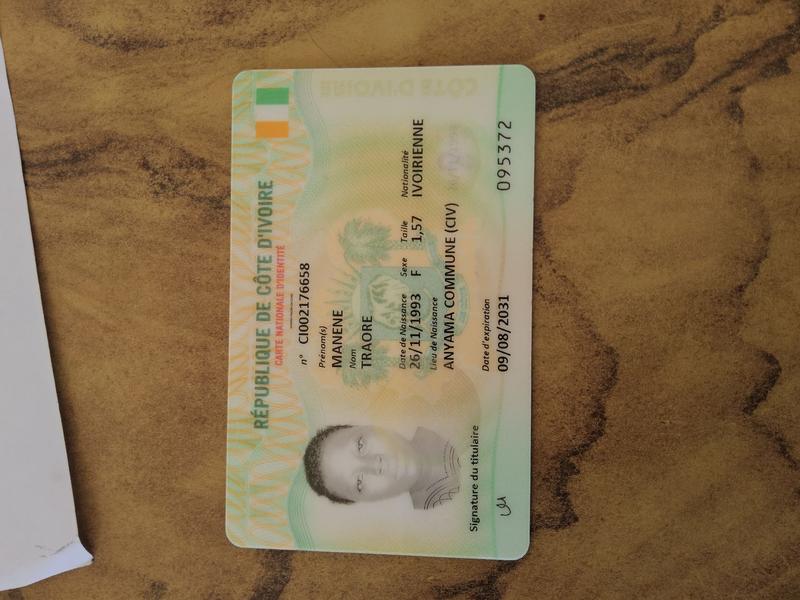 RÉPUBLIQUE DE CÔTE D'IVOIRE
CARTE NATIONALE D'IDENTITÉ
n° CI002176658
Prénom(s)
MANENE
Nom
TRAORE
Date de Naissance Sexe Taille Nationalité
26/11/1993 F 1,57 IVOIRIENNE
Lieu de Naissance
ANYAMA COMMUNE (CIV)
Date d'expiration
09/08/2031
095372
Signature du titulaire
CÔTE D'IVOIRE